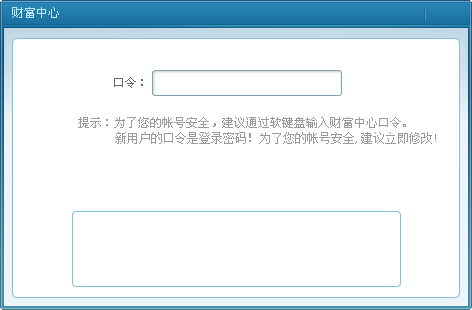 财富中心
口令：
提示：为了您的帐号安全，建议通过软键盘输入财富中心口令。
新用户的口令是登录密码！为了您的帐号安全,建议立即修改!